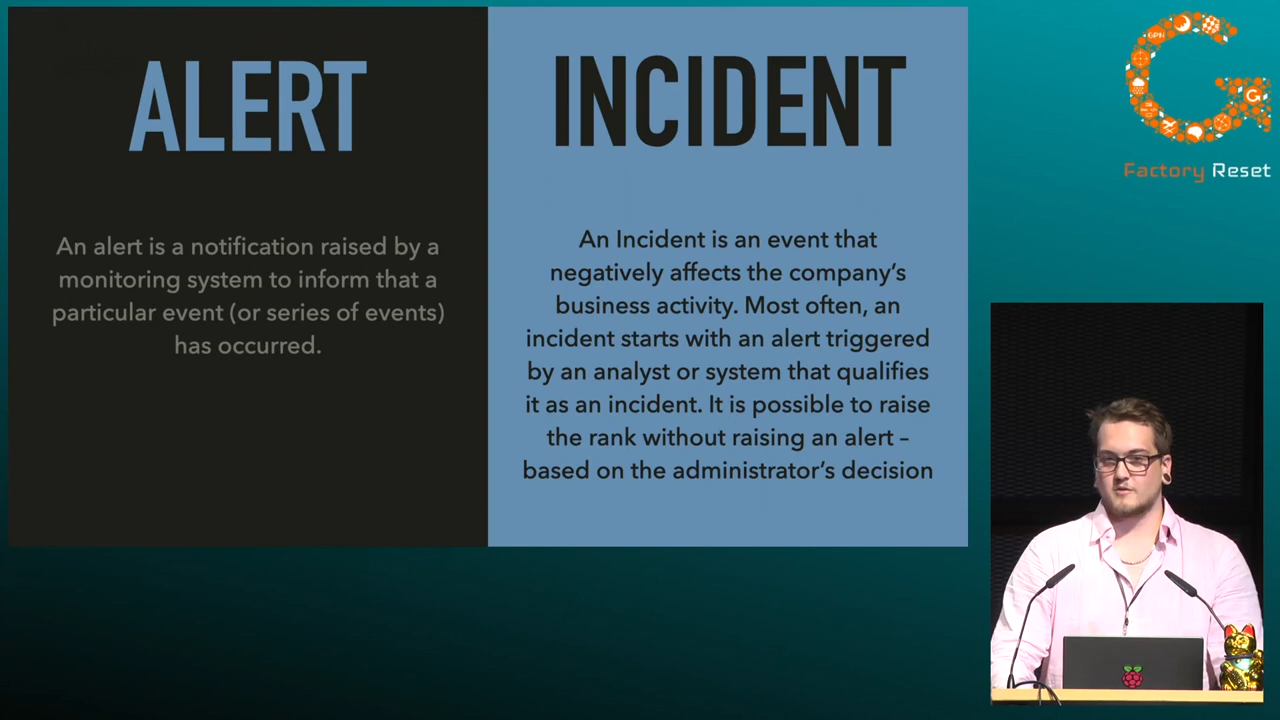 ALERT
An alert is a notification raised by a
monitoring system to inform that a
particular event (or series of events)
has occurred.
INCIDENT
An Incident is an event that
negatively affects the company’s
business activity. Most often, an
incident starts with an alert triggered
by an analyst or system that qualifies
it as an incident. It is possible to raise
the rank without raising an alert –
based on the administrator’s decision
GPN
G
Factory Reset